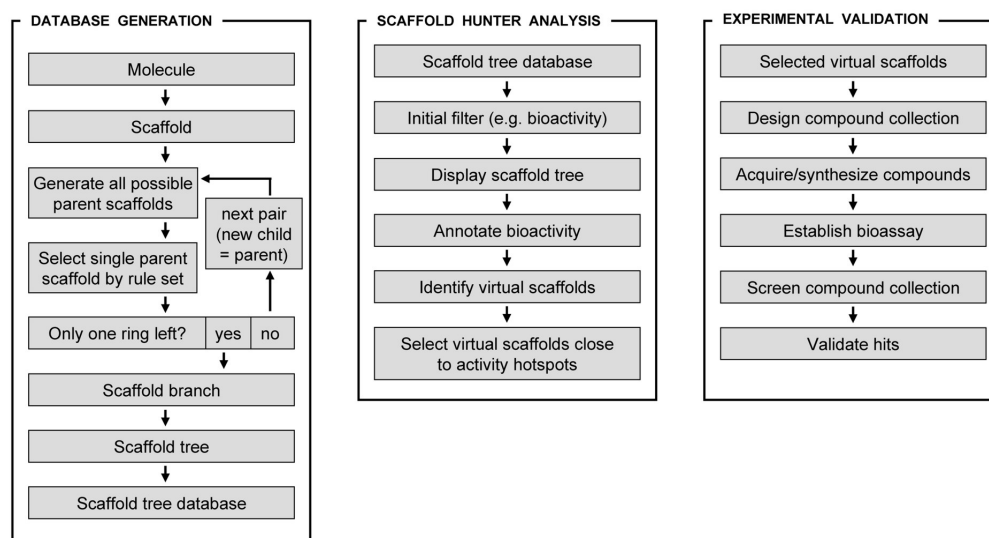 DATABASE GENERATION
Molecule
Scaffold
Generate all possible
parent scaffolds
next pair
(new child
= parent)
Select single parent
scaffold by rule set
Only one ring left? yes no
Scaffold branch
Scaffold tree
Scaffold tree database
SCAFFOLD HUNTER ANALYSIS
Scaffold tree database
Initial filter (e.g. bioactivity)
Display scaffold tree
Annotate bioactivity
Identify virtual scaffolds
Select virtual scaffolds close
to activity hotspots
EXPERIMENTAL VALIDATION
Selected virtual scaffolds
Design compound collection
Acquire/synthesize compounds
Establish bioassay
Screen compound collection
Validate hits